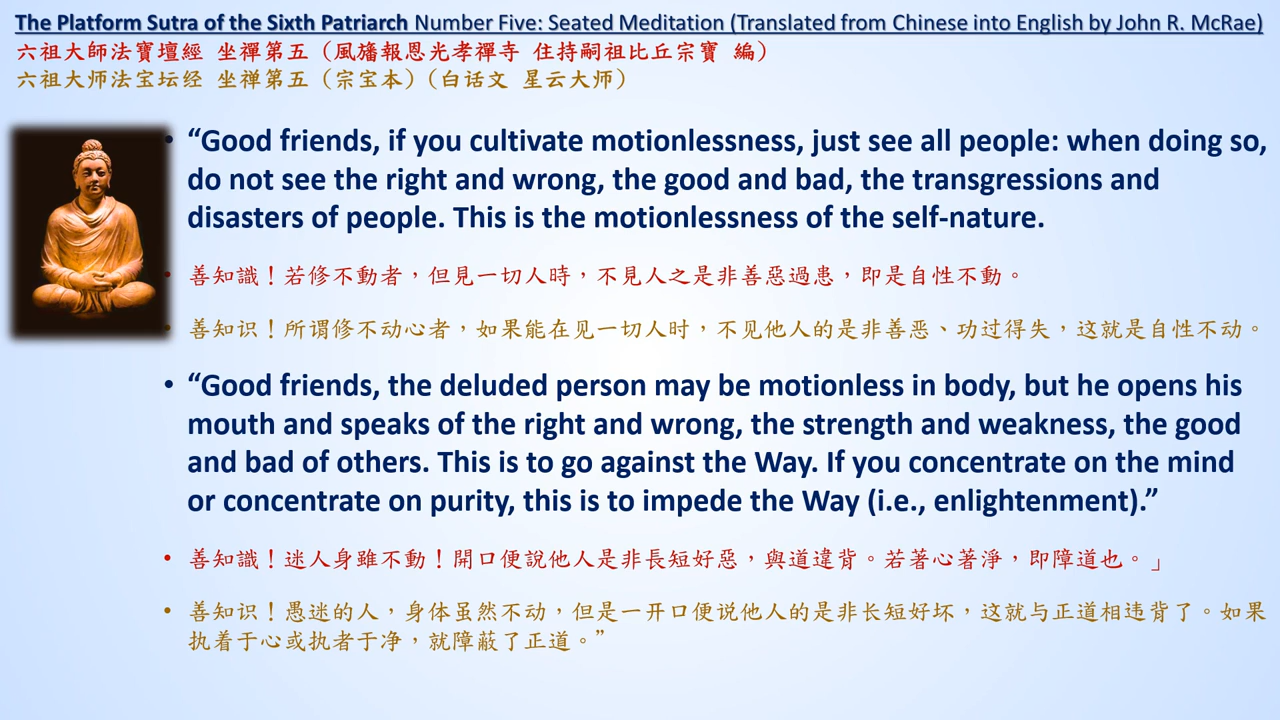 The Platform Sutra of the Sixth Patriarch Number Five: Seated Meditation (Translated from Chinese into English by John R. McRae)
六祖大師法寶壇經 坐禪第五（風旛報恩光孝禪寺 住持嗣祖比丘宗寶 編）
六祖大师法宝坛经 坐禅第五（宗宝本）（白话文 星云大师）
• “Good friends, if you cultivate motionlessness, just see all people: when doing so,
do not see the right and wrong, the good and bad, the transgressions and
disasters of people. This is the motionlessness of the self-nature.
• 善知識！若修不動者，但見一切人時，不見人之是非善惡過患，即是自性不動。
• 善知识！所谓修不动心者，如果能在见一切人时，不见他人的是非善恶、功过得失，这就是自性不动。
• “Good friends, the deluded person may be motionless in body, but he opens his
mouth and speaks of the right and wrong, the strength and weakness, the good
and bad of others. This is to go against the Way. If you concentrate on the mind
or concentrate on purity, this is to impede the Way (i.e., enlightenment).”
• 善知識！迷人身雖不動！開口便說他人是非長短好惡，與道違背。若著心著淨，即障道也。」
• 善知识！愚迷的人，身体虽然不动，但是一开口便说他人的是非长短好坏，这就与正道相违背了。如果
执着于心或执者于净，就障蔽了正道。”